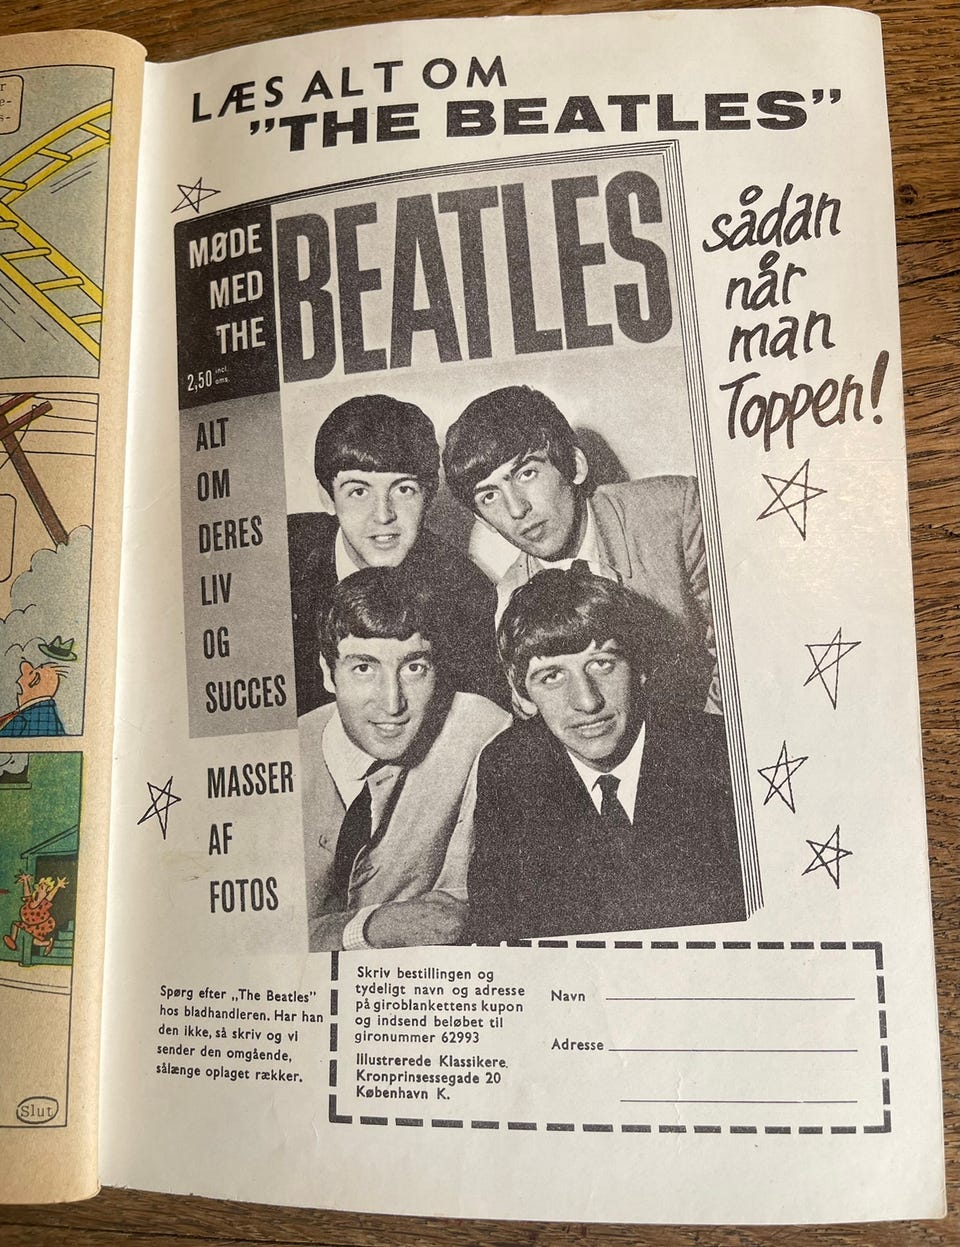 LÆS ALT OM
"THE BEATLES"
MØDE
MED
THE
BEATLES
2,50 incl.
oms.
ALT
OM
DERES
LIV
OG
SUCCES
MASSER
AF
FOTOS
sådan
når
man
Toppen!
Spørg efter „The Beatles"
hos bladhandleren. Har han
den ikke, så skriv og vi
sender den omgående,
sålænge oplaget rækker.
Skriv bestillingen og
tydeligt navn og adresse
på giroblankettens kupon
og indsend beløbet til
gironummer 62993
Illustrerede Klassikere,
Kronprinsessegade 20
København K.
Navn
Adresse
Slut